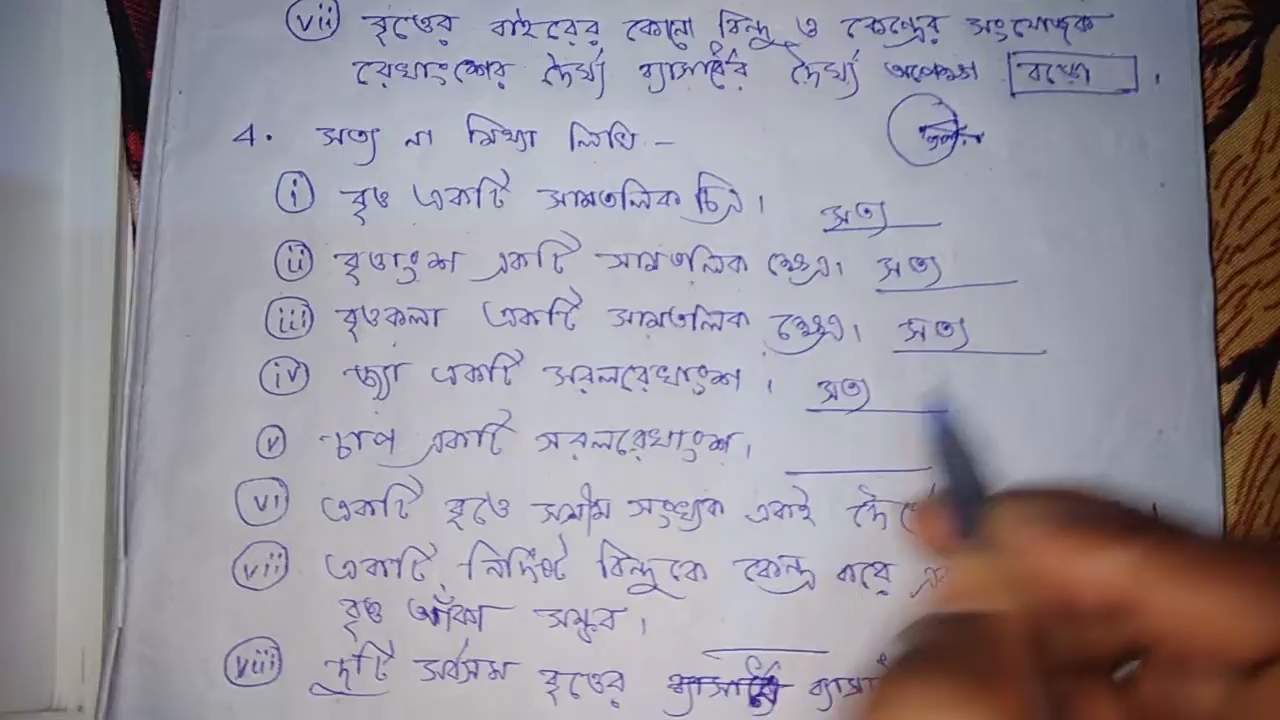 (vii) বৃত্তের বাইরের কোনো বিন্দু ও কেন্দ্রের সংযোজক
রেখাংশের দৈর্ঘ্য ব্যাসার্ধের দৈর্ঘ্য অপেক্ষা বড়ো ।
4. সত্য না মিথ্যা লিখি -
(i) বৃত্ত একটি সামতলিক চিত্র। সত্য
(ii) বৃত্তাংশ একটি সামতলিক ক্ষেত্র। সত্য
(iii) বৃত্তকলা একটি সামতলিক ক্ষেত্র। সত্য
(iv) জ্যা একটি সরলরেখাংশ । সত্য
(v) চাপ একটি সরলরেখাংশ।
(vi) একটি বৃত্তে সসীম সংখ্যক একই
(vii) একটি নির্দিষ্ট বিন্দুকে কেন্দ্র করে
বৃত্ত আঁকা সম্ভব।
(viii) দুটি সর্বসম বৃত্তের